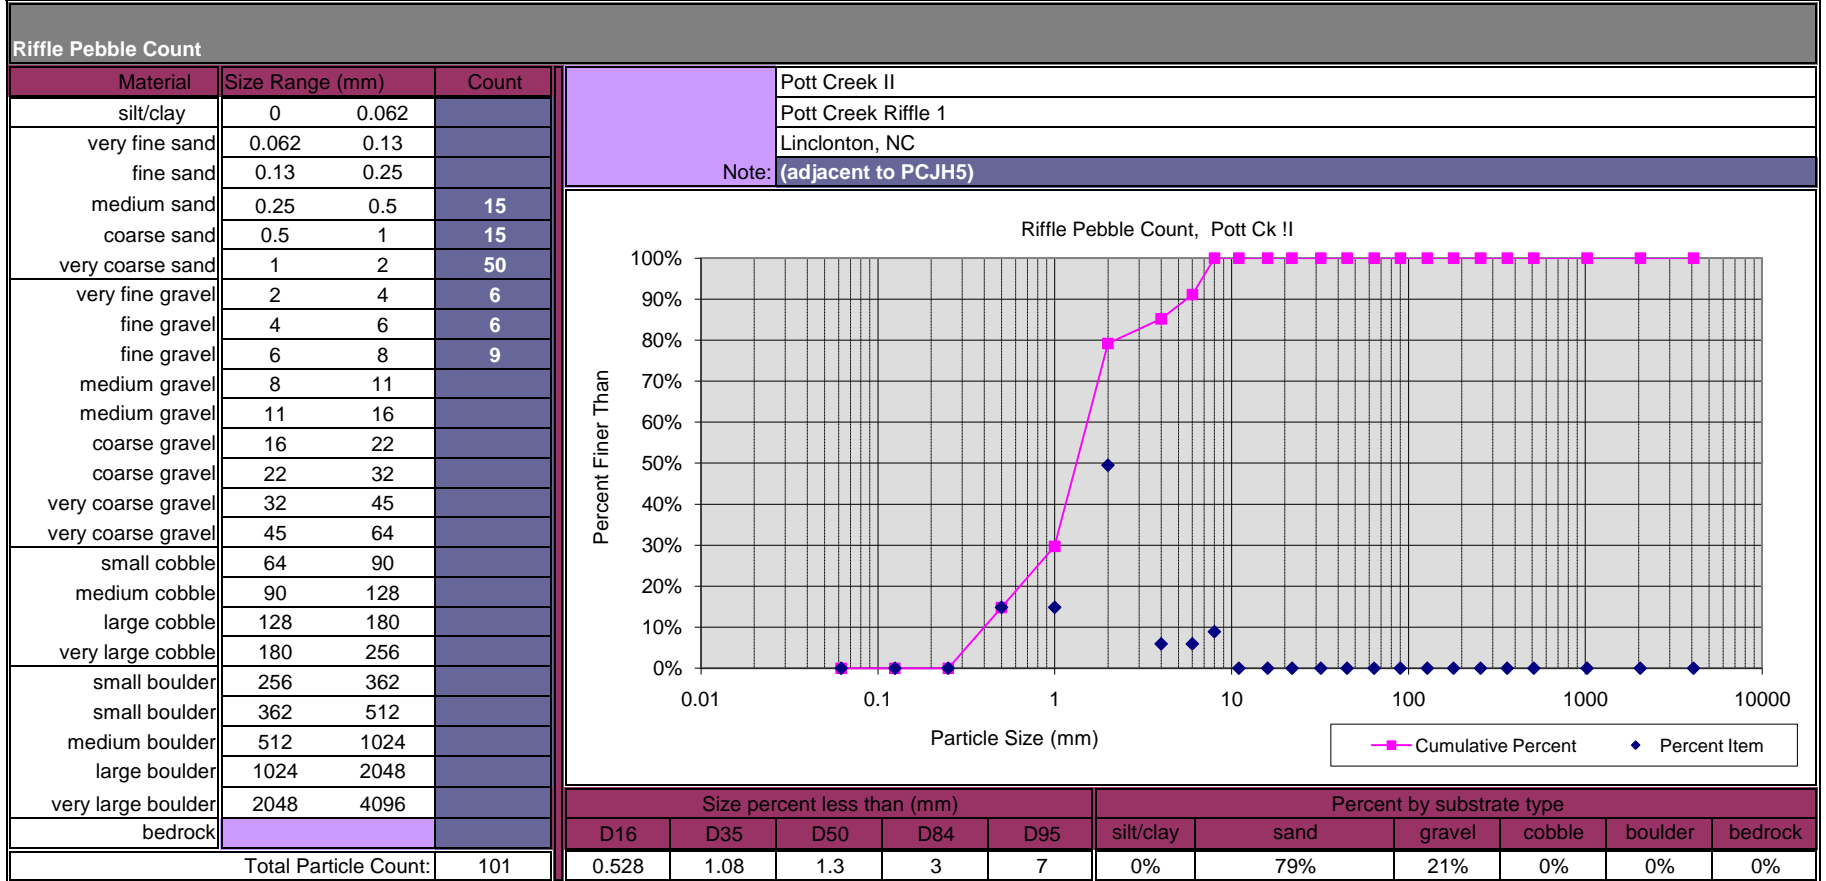 Riffle Pebble Count
Material Size Range (mm) Count
silt/clay 0 0.062
very fine sand 0.062 0.13
fine sand 0.13 0.25
medium sand 0.25 0.5 15
coarse sand 0.5 1 15
very coarse sand 1 2 50
very fine gravel 2 4 6
fine gravel 4 6 6
fine gravel 6 8 9
medium gravel 8 11
medium gravel 11 16
coarse gravel 16 22
coarse gravel 22 32
very coarse gravel 32 45
very coarse gravel 45 64
small cobble 64 90
medium cobble 90 128
large cobble 128 180
very large cobble 180 256
small boulder 256 362
small boulder 362 512
medium boulder 512 1024
large boulder 1024 2048
very large boulder 2048 4096
bedrock
Total Particle Count: 101
Pott Creek II
Pott Creek Riffle 1
Linclonton, NC
Note: (adjacent to PCJH5)
Riffle Pebble Count, Pott Ck !I
Percent Finer Than
100%
90%
80%
70%
60%
50%
40%
30%
20%
10%
0%
0.01 0.1 1 10 100 1000 10000
Particle Size (mm)
Cumulative Percent Percent Item
Size percent less than (mm) Percent by substrate type
D16 D35 D50 D84 D95 silt/clay sand gravel cobble boulder bedrock
0.528 1.08 1.3 3 7 0% 79% 21% 0% 0% 0%